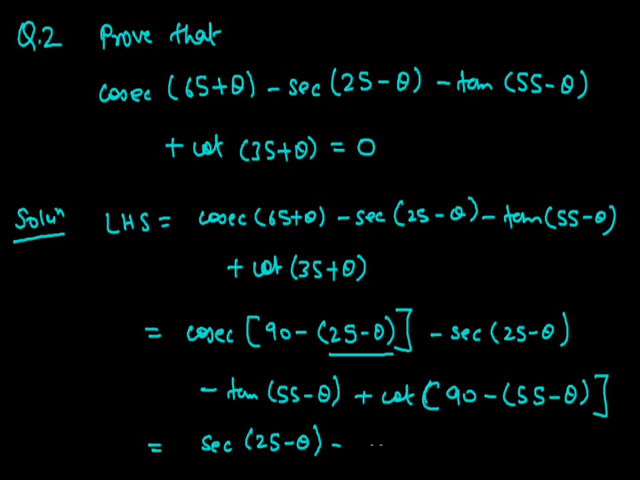 Q.2 Prove that
cosec (65+θ) - sec (25-θ) - tan (55-θ)
+ cot (35+θ) = 0
Soluⁿ LHS = cosec (65+θ) - sec (25-θ) - tan (55-θ)
+ cot (35+θ)
= cosec [90-(25-θ)] - sec (25-θ)
- tan (55-θ) + cot [90-(55-θ)]
= sec (25-θ) -